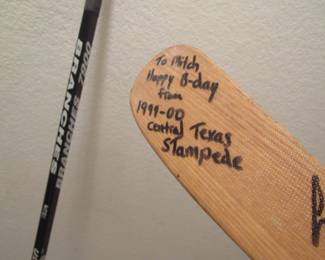 To Mitch
Happy B-day
from
1999-00
Central Texas
Stampede
BRANCHES